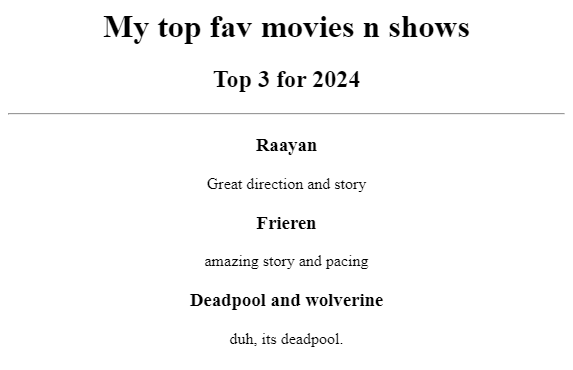 My top fav movies n shows
Top 3 for 2024
Raayan
Great direction and story
Frieren
amazing story and pacing
Deadpool and wolverine
duh, its deadpool.